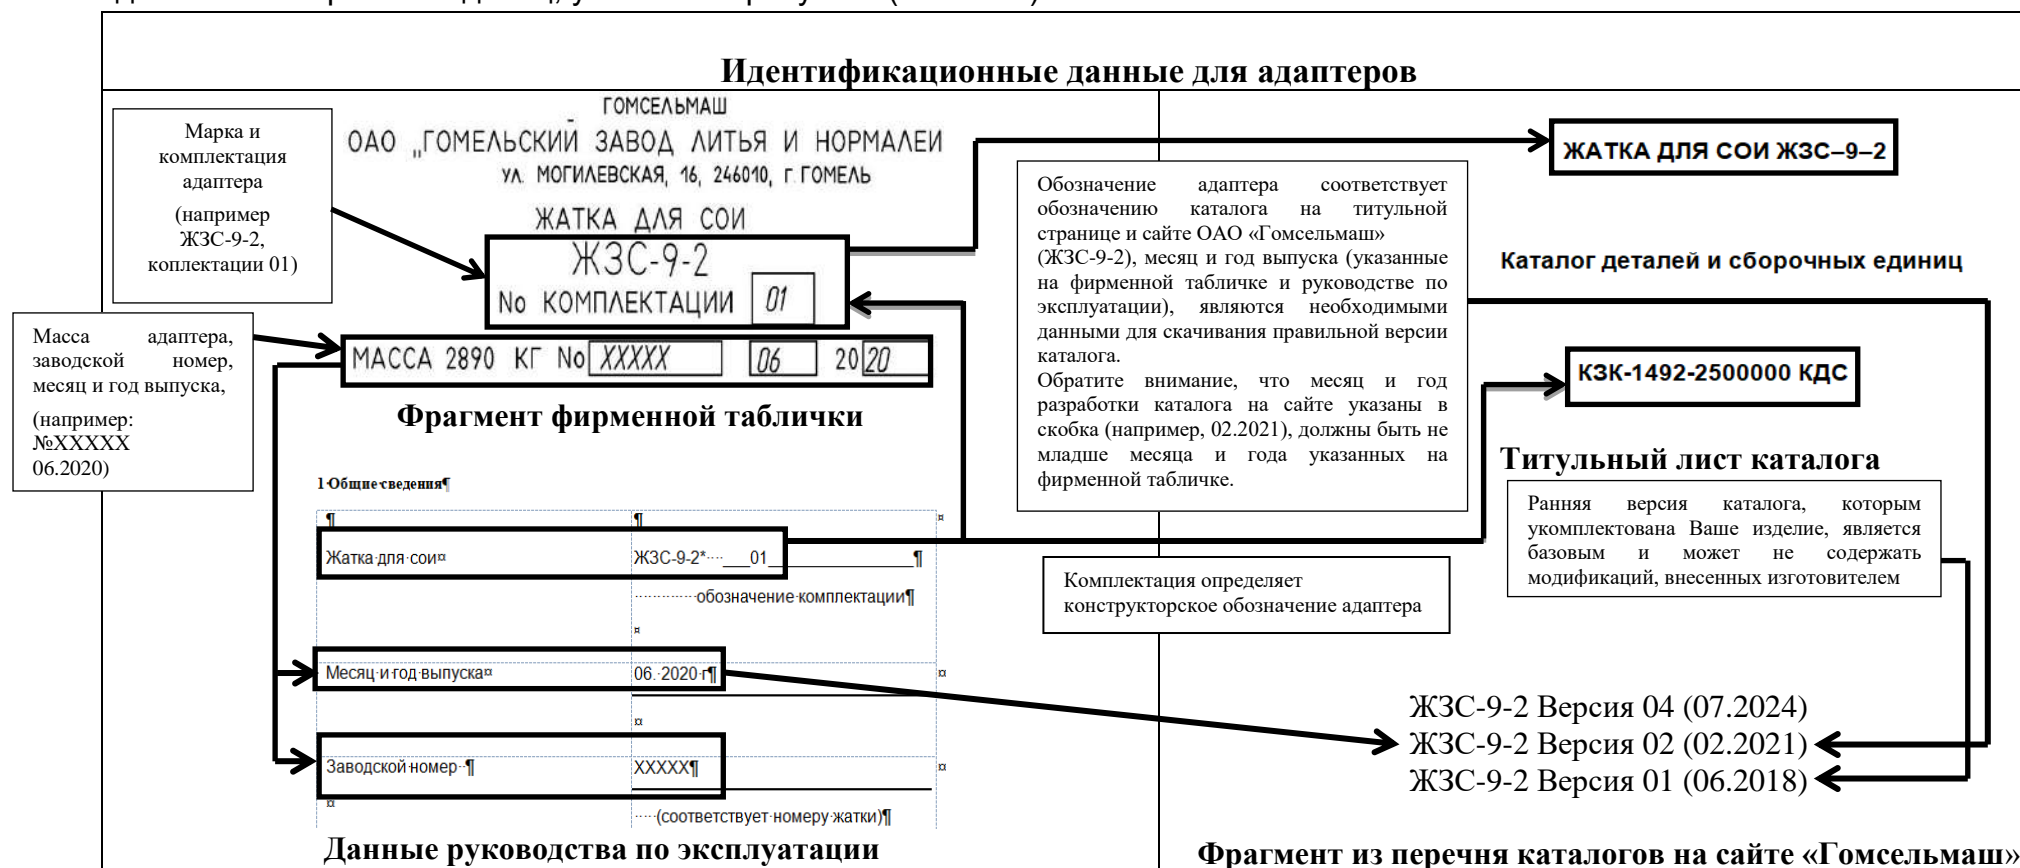 Идентификационные данные для адаптеров
Марка и
комплектация
адаптера
(например
ЖЗС-9-2,
коплектации 01)
Масса адаптера,
заводской номер,
месяц и год выпуска,
(например:
№ХХХХХ
06.2020)
ГОМСЕЛЬМАШ
ОАО „ГОМЕЛЬСКИЙ ЗАВОД ЛИТЬЯ И НОРМАЛЕЙ
УЛ. МОГИЛЕВСКАЯ, 16, 246010, г. ГОМЕЛЬ
ЖАТКА ДЛЯ СОИ
ЖЗС-9-2
No КОМПЛЕКТАЦИИ 01
МАССА 2890 КГ No XXXXX 06 20 20
Фрагмент фирменной таблички
1·Общие·сведения¶
¶ ¶ ¤
Жатка·для·сои¤ ЖЗС-9-2*····___01________________¶
··············обозначение·комплектации¶
¤
Месяц·и·год·выпуска¤ 06.·2020·г¶ ¤
¤
Заводской·номер··¶ ХХХХХ¶ ¤
¤ ·····(соответствует·номеру·жатки)¶
Данные руководства по эксплуатации
Обозначение адаптера соответствует
обозначению каталога на титульной
странице и сайте ОАО «Гомсельмаш»
(ЖЗС-9-2), месяц и год выпуска (указанные
на фирменной табличке и руководстве по
эксплуатации), являются необходимыми
данными для скачивания правильной версии
каталога.
Обратите внимание, что месяц и год
разработки каталога на сайте указаны в
скобка (например, 02.2021), должны быть не
младше месяца и года указанных на
фирменной табличке.
Комплектация определяет
конструкторское обозначение адаптера
ЖАТКА ДЛЯ СОИ ЖЗС–9–2
Каталог деталей и сборочных единиц
КЗК-1492-2500000 КДС
Титульный лист каталога
Ранняя версия каталога, которым
укомплектована Ваше изделие, является
базовым и может не содержать
модификаций, внесенных изготовителем
ЖЗС-9-2 Версия 04 (07.2024)
ЖЗС-9-2 Версия 02 (02.2021)
ЖЗС-9-2 Версия 01 (06.2018)
Фрагмент из перечня каталогов на сайте «Гомсельмаш»